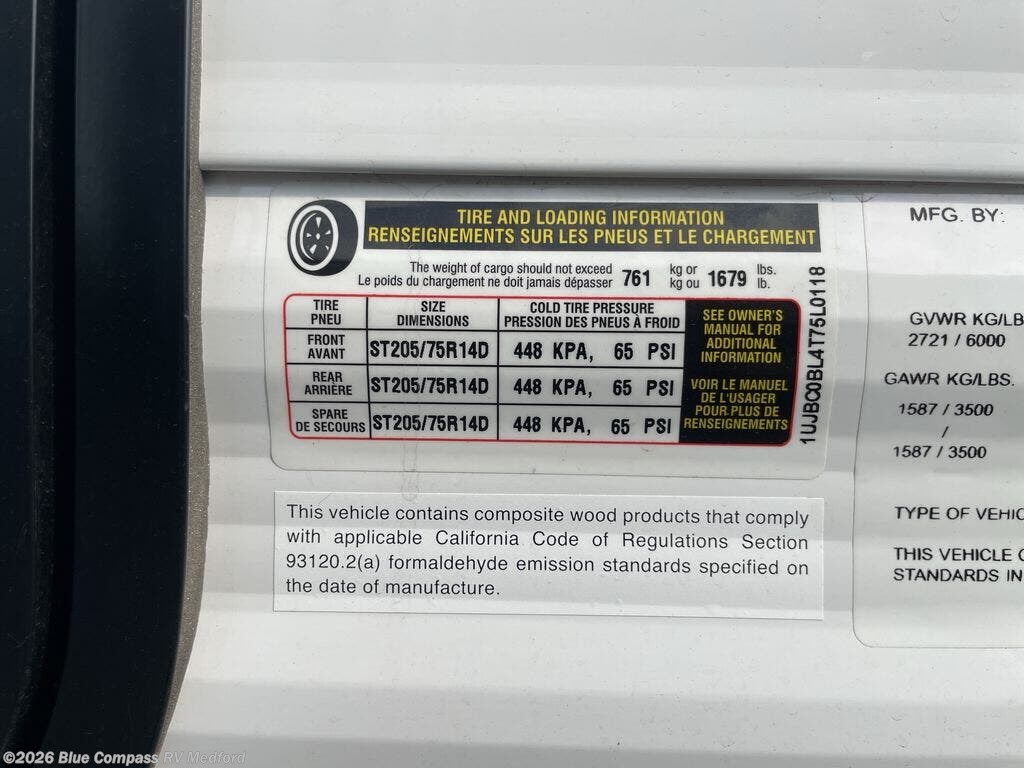 TIRE AND LOADING INFORMATION
RENSEIGNEMENTS SUR LES PNEUS ET LE CHARGEMENT
The weight of cargo should not exceed 761 kg or 1679 lbs.
Le poids du chargement ne doit jamais dépasser kg ou lb.
TIRE PNEU
SIZE DIMENSIONS
COLD TIRE PRESSURE
PRESSION DES PNEUS À FROID
FRONT AVANT ST205/75R14D 448 KPA, 65 PSI
REAR ARRIÈRE ST205/75R14D 448 KPA, 65 PSI
SPARE DE SECOURS ST205/75R14D 448 KPA, 65 PSI
SEE OWNER'S
MANUAL FOR
ADDITIONAL
INFORMATION
VOIR LE MANUEL
DE L'USAGER
POUR PLUS DE
RENSEIGNEMENTS
1UJBC0BL4T75L0118
This vehicle contains composite wood products that comply
with applicable California Code of Regulations Section
93120.2(a) formaldehyde emission standards specified on
the date of manufacture.
MFG. BY:
GVWR KG/LB
2721 / 6000
GAWR KG/LBS.
1587 / 3500
/
1587 / 3500
TYPE OF VEHIC
THIS VEHICLE
STANDARDS IN
©2026 Blue Compass RV Medford